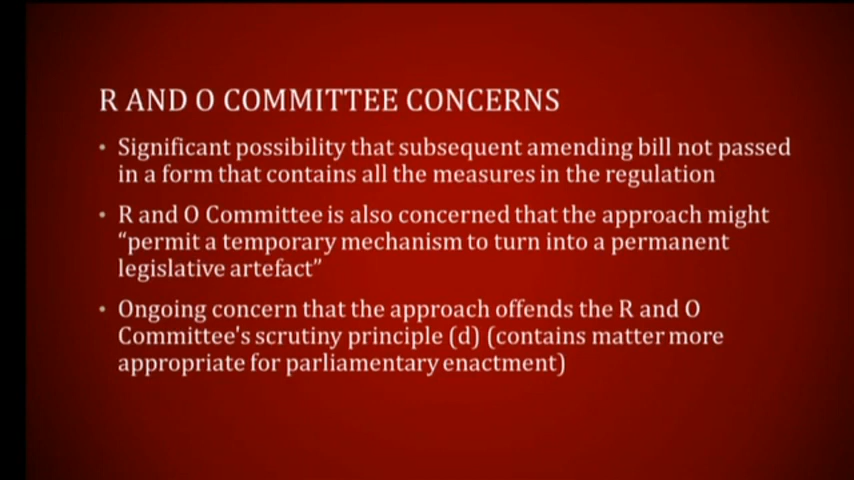 R AND O COMMITTEE CONCERNS
• Significant possibility that subsequent amending bill not passed
in a form that contains all the measures in the regulation
• R and O Committee is also concerned that the approach might
“permit a temporary mechanism to turn into a permanent
legislative artefact”
• Ongoing concern that the approach offends the R and O
Committee's scrutiny principle (d) (contains matter more
appropriate for parliamentary enactment)